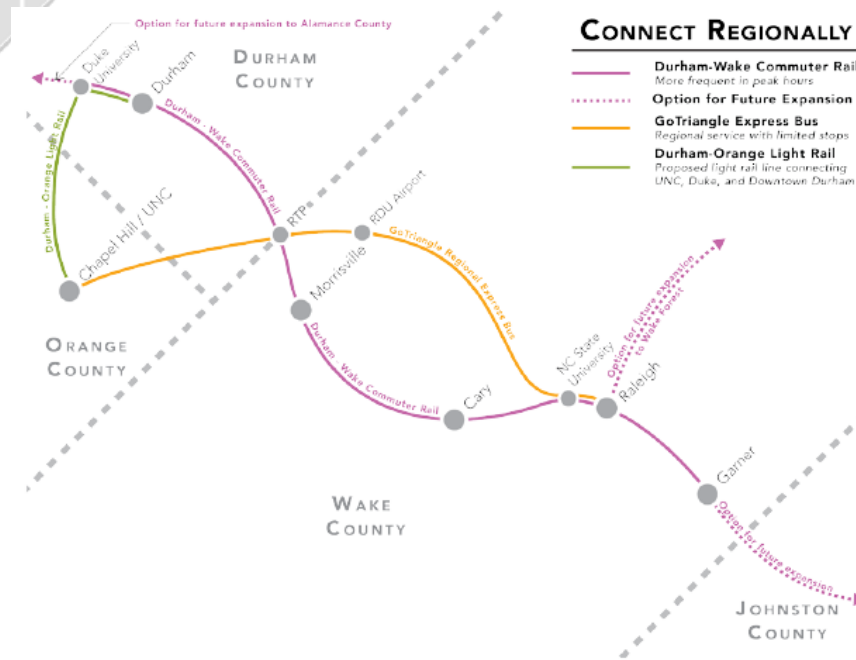 Option for future expansion to Alamance County
CONNECT REGIONALLY
Durham-Wake Commuter Rail
More frequent in peak hours
Option for Future Expansion
GoTriangle Express Bus
Regional service with limited stops
Durham-Orange Light Rail
Proposed light rail line connecting
UNC, Duke, and Downtown Durham
DURHAM
COUNTY
Duke
University
Durham
Durham - Wake Commuter Rail
Durham - Orange Light Rail
Chapel Hill / UNC
RTP
RDU Airport
GoTriangle Regional Express Bus
Morrisville
ORANGE
COUNTY
Durham - Wake Commuter Rail
Cary
NC State
University
Raleigh
Option for future expansion
to Wake Forest
Garner
WAKE
COUNTY
Option for future expansion
JOHNSTON
COUNTY